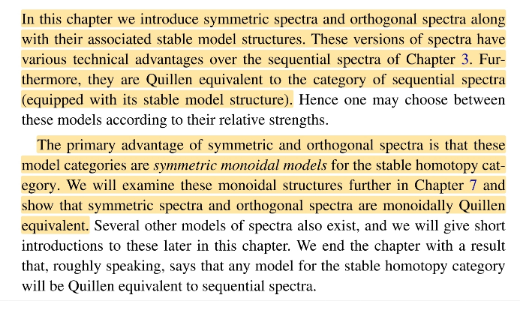 In this chapter we introduce symmetric spectra and orthogonal spectra along
with their associated stable model structures. These versions of spectra have
various technical advantages over the sequential spectra of Chapter 3. Fur-
thermore, they are Quillen equivalent to the category of sequential spectra
(equipped with its stable model structure). Hence one may choose between
these models according to their relative strengths.
The primary advantage of symmetric and orthogonal spectra is that these
model categories are symmetric monoidal models for the stable homotopy cat-
egory. We will examine these monoidal structures further in Chapter 7 and
show that symmetric spectra and orthogonal spectra are monoidally Quillen
equivalent. Several other models of spectra also exist, and we will give short
introductions to these later in this chapter. We end the chapter with a result
that, roughly speaking, says that any model for the stable homotopy category
will be Quillen equivalent to sequential spectra.